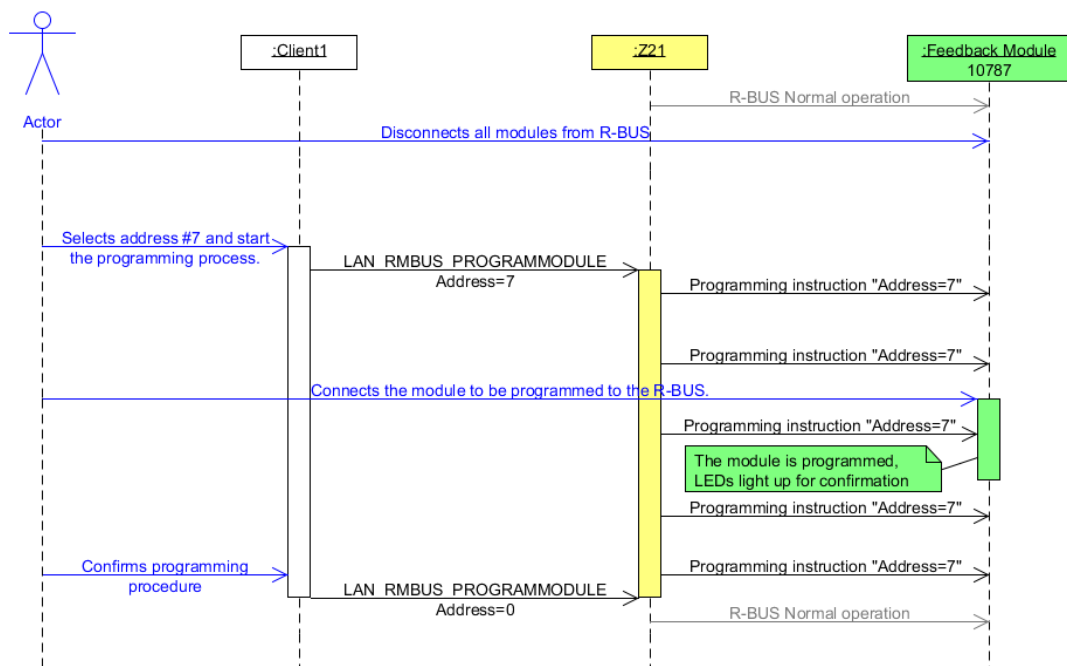 :Client1
:Z21
:Feedback Module
10787
R-BUS Normal operation
Actor
Disconnects all modules from R-BUS
Selects address #7 and start
the programming process.
LAN_RMBUS_PROGRAMMODULE
Address=7
Programming instruction "Address=7"
Programming instruction "Address=7"
Connects the module to be programmed to the R-BUS.
Programming instruction "Address=7"
The module is programmed,
LEDs light up for confirmation
Programming instruction "Address=7"
Confirms programming
procedure
Programming instruction "Address=7"
LAN_RMBUS_PROGRAMMODULE
Address=0
R-BUS Normal operation